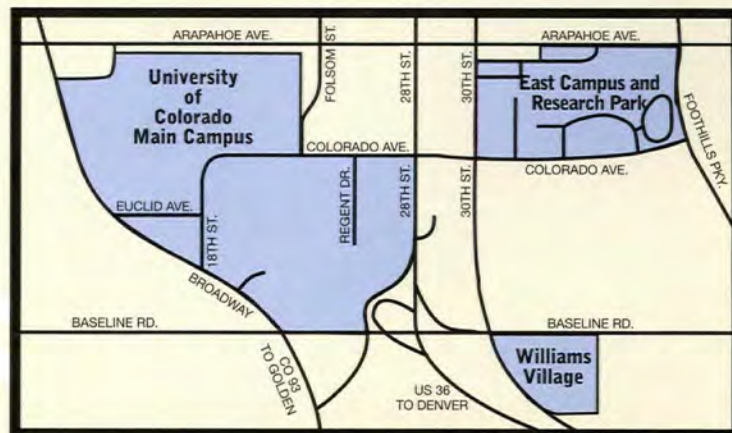 ARAPAHOE AVE.
FOLSOM ST.
28TH ST.
30TH ST.
ARAPAHOE AVE.
University
of
Colorado
Main Campus
East Campus and
Research Park
FOOTHILLS PKY.
COLORADO AVE.
COLORADO AVE.
EUCLID AVE.
18TH ST.
REGENT DR.
28TH ST.
30TH ST.
BROADWAY
BASELINE RD.
BASELINE RD.
CO 93
TO GOLDEN
US 36
TO DENVER
Williams
Village